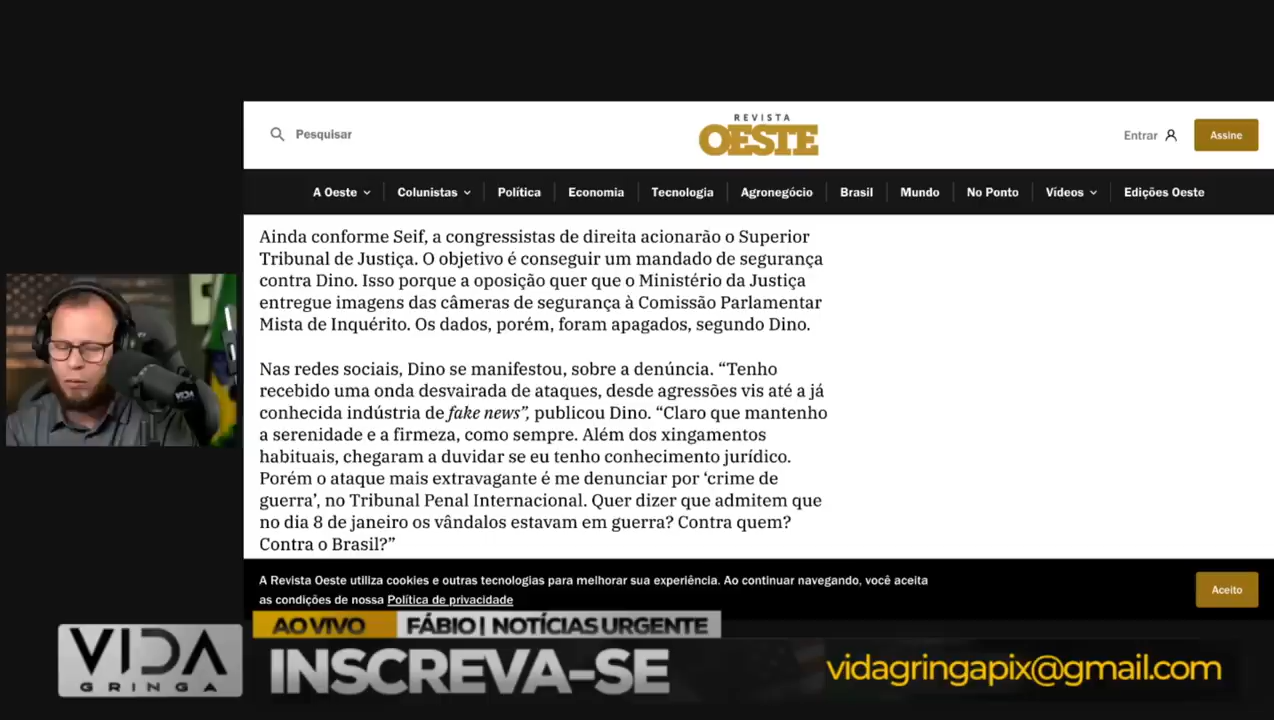 Pesquisar
REVISTA
OESTE
Entrar
Assine
A Oeste
Colunistas
Política
Economia
Tecnologia
Agronegócio
Brasil
Mundo
No Ponto
Vídeos
Edições Oeste
Ainda conforme Seif, a congressistas de direita acionarão o Superior
Tribunal de Justiça. O objetivo é conseguir um mandado de segurança
contra Dino. Isso porque a oposição quer que o Ministério da Justiça
entregue imagens das câmeras de segurança à Comissão Parlamentar
Mista de Inquérito. Os dados, porém, foram apagados, segundo Dino.
Nas redes sociais, Dino se manifestou, sobre a denúncia. “Tenho
recebido uma onda desvairada de ataques, desde agressões vis até a já
conhecida indústria de fake news”, publicou Dino. “Claro que mantenho
a serenidade e a firmeza, como sempre. Além dos xingamentos
habituais, chegaram a duvidar se eu tenho conhecimento jurídico.
Porém o ataque mais extravagante é me denunciar por ‘crime de
guerra’, no Tribunal Penal Internacional. Quer dizer que admitem que
no dia 8 de janeiro os vândalos estavam em guerra? Contra quem?
Contra o Brasil?”
A Revista Oeste utiliza cookies e outras tecnologias para melhorar sua experiência. Ao continuar navegando, você aceita
as condições de nossa Política de privacidade
Aceito
AO VIVO
FÁBIO | NOTÍCIAS URGENTE
VIDA
GRINGA
INSCREVA-SE
vidagringapix@gmail.com